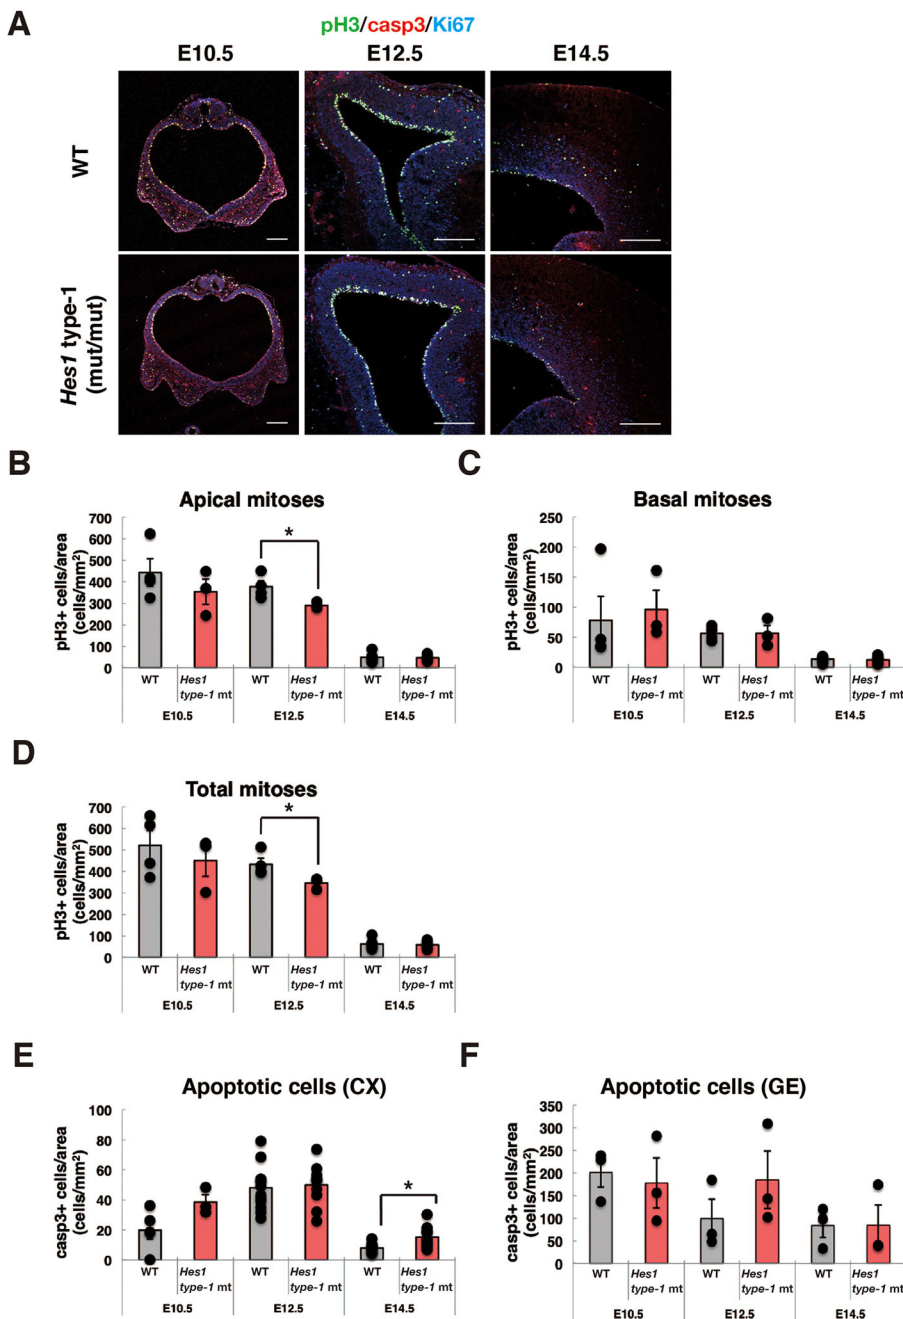 A
pH3/casp3/Ki67
E10.5 E12.5 E14.5
WT
Hes1 type-1
(mut/mut)
B
Apical mitoses
pH3+ cells/area
(cells/mm²)
700
600
500
400
300
200
100
0
*
WT Hes1 type-1 mt WT Hes1 type-1 mt WT Hes1 type-1 mt
E10.5 E12.5 E14.5
C
Basal mitoses
pH3+ cells/area
(cells/mm²)
250
200
150
100
50
0
WT Hes1 type-1 mt WT Hes1 type-1 mt WT Hes1 type-1 mt
E10.5 E12.5 E14.5
D
Total mitoses
pH3+ cells/area
(cells/mm²)
700
600
500
400
300
200
100
0
*
WT Hes1 type-1 mt WT Hes1 type-1 mt WT Hes1 type-1 mt
E10.5 E12.5 E14.5
E
Apoptotic cells (CX)
casp3+ cells/area
(cells/mm²)
100
80
60
40
20
0
*
WT Hes1 type-1 mt WT Hes1 type-1 mt WT Hes1 type-1 mt
E10.5 E12.5 E14.5
F
Apoptotic cells (GE)
casp3+ cells/area
(cells/mm²)
350
300
250
200
150
100
50
0
WT Hes1 type-1 mt WT Hes1 type-1 mt WT Hes1 type-1 mt
E10.5 E12.5 E14.5